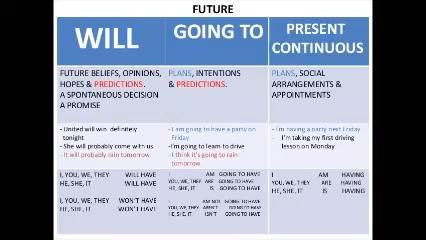 FUTURE
WILL
GOING TO
PRESENT
CONTINUOUS
FUTURE BELIEFS, OPINIONS,
HOPES & PREDICTIONS.
A SPONTANEOUS DECISION
A PROMISE
PLANS, INTENTIONS
& PREDICTIONS.
PLANS, SOCIAL
ARRANGEMENTS &
APPOINTMENTS
- United will win definitely
tonight
- She will probably come with us
- It will probably rain tomorrow
- I am going to have a party on
Friday
-I'm going to learn to drive
- I think it's going to rain
tomorrow
- I'm having a party next Friday
- I'm taking my first driving
lesson on Monday
I, YOU, WE, THEY WILL HAVE
HE, SHE, IT WILL HAVE
I, YOU, WE, THEY WON'T HAVE
HE, SHE, IT WON'T HAVE
I AM GOING TO HAVE
YOU, WE, THEY ARE GOING TO HAVE
HE, SHE, IT IS GOING TO HAVE
I AM NOT GOING TO HAVE
YOU, WE, THEY AREN'T GOING TO HAVE
HE, SHE, IT ISN'T GOING TO HAVE
I AM HAVING
YOU, WE, THEY ARE HAVING
HE, SHE, IT IS HAVING